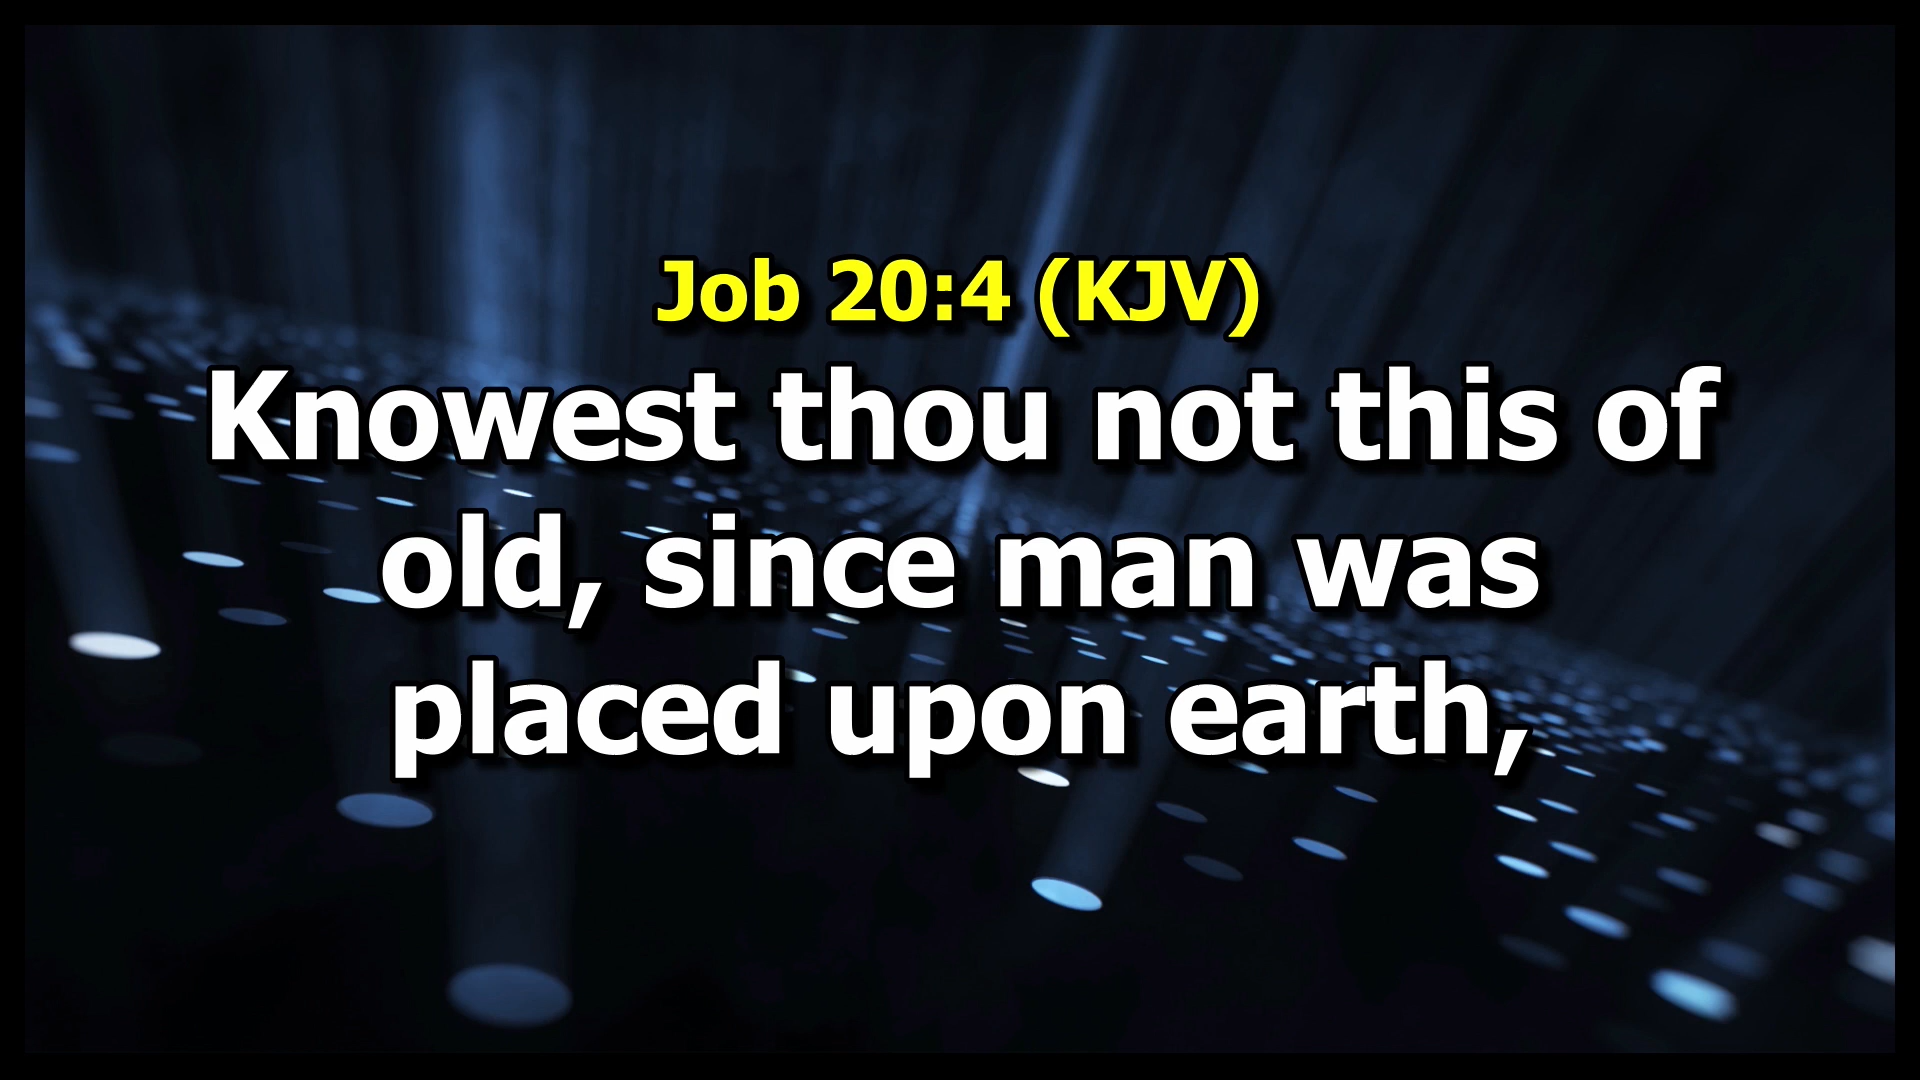 Job 20:4 (KJV)
Knowest thou not this of
old, since man was
placed upon earth,